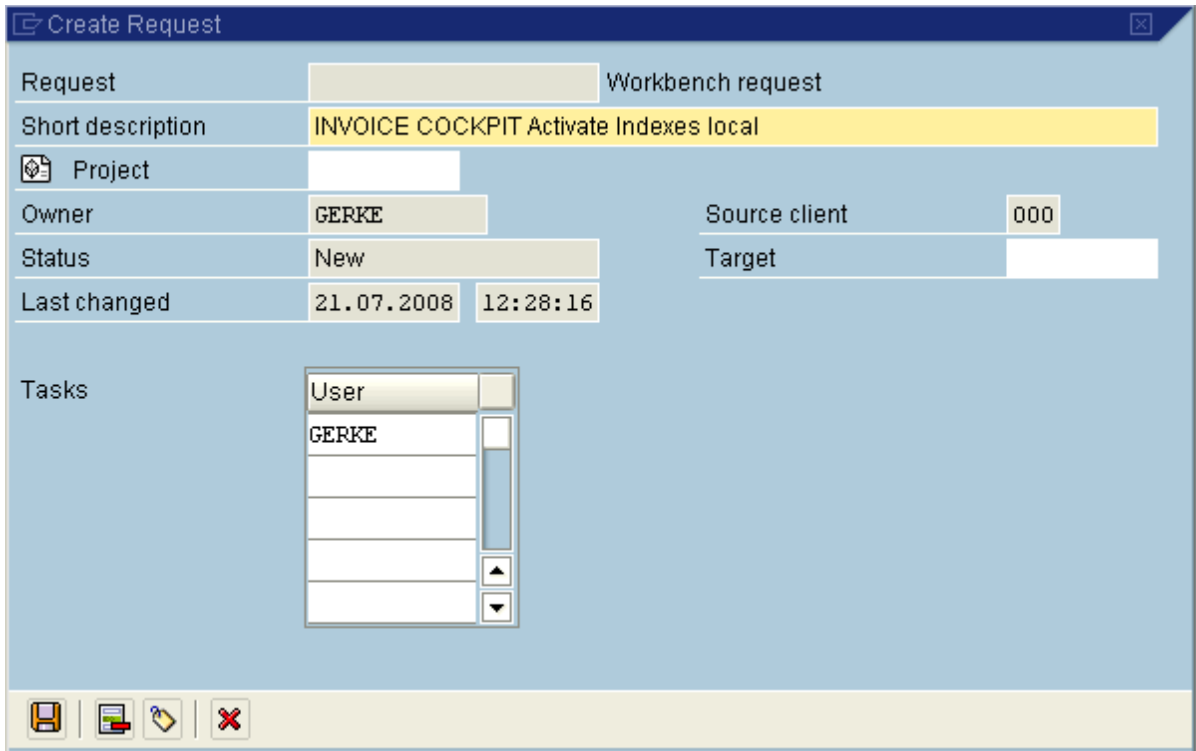 Create Request
Request Workbench request
Short description INVOICE COCKPIT Activate Indexes local
Project
Owner GERKE Source client 000
Status New Target
Last changed 21.07.2008 12:28:16
Tasks User
GERKE